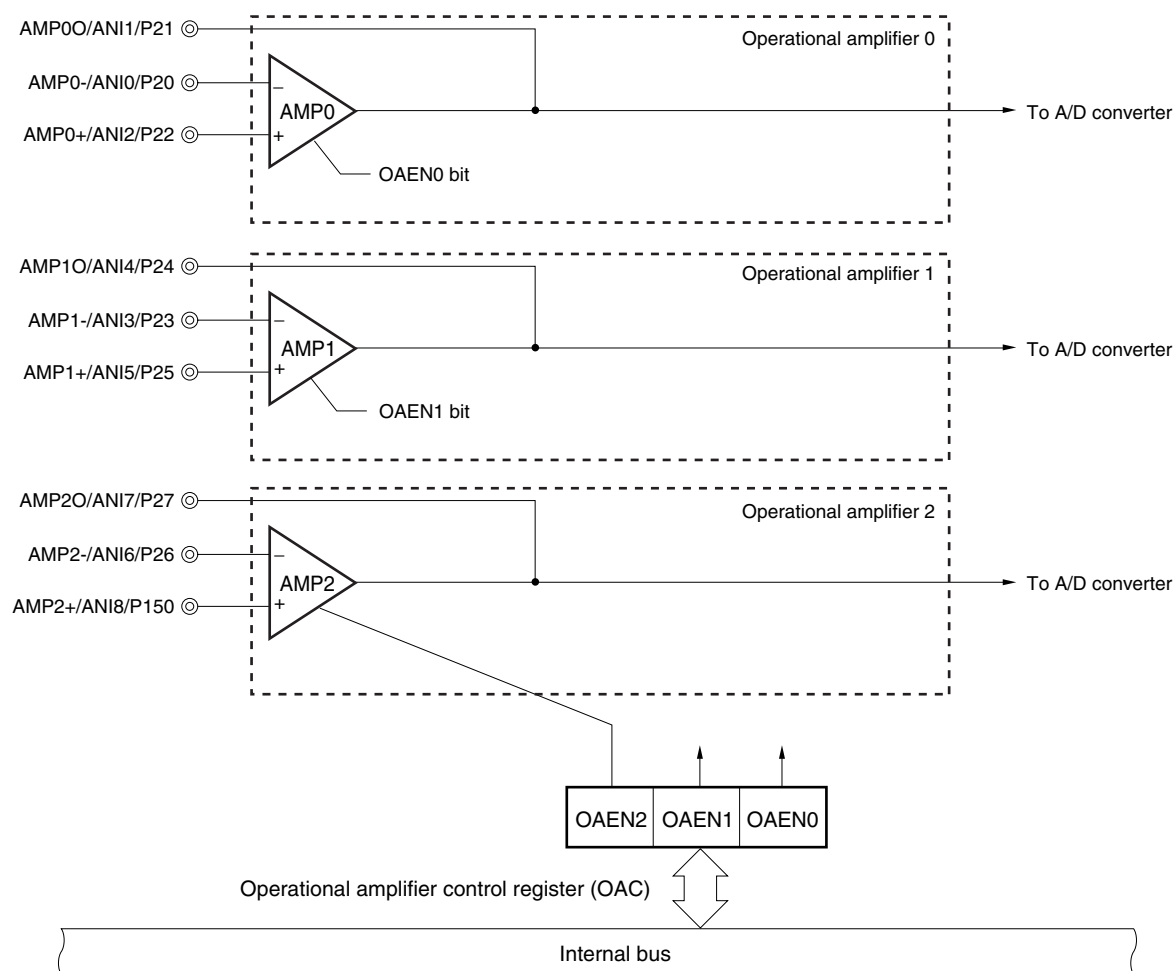 AMP0O/ANI1/P21
Operational amplifier 0
AMP0-/ANI0/P20
–
AMP0
To A/D converter
AMP0+/ANI2/P22
+
OAEN0 bit
AMP1O/ANI4/P24
Operational amplifier 1
AMP1-/ANI3/P23
–
AMP1
To A/D converter
AMP1+/ANI5/P25
+
OAEN1 bit
AMP2O/ANI7/P27
Operational amplifier 2
AMP2-/ANI6/P26
–
AMP2
To A/D converter
AMP2+/ANI8/P150
+
OAEN2 OAEN1 OAEN0
Operational amplifier control register (OAC)
Internal bus